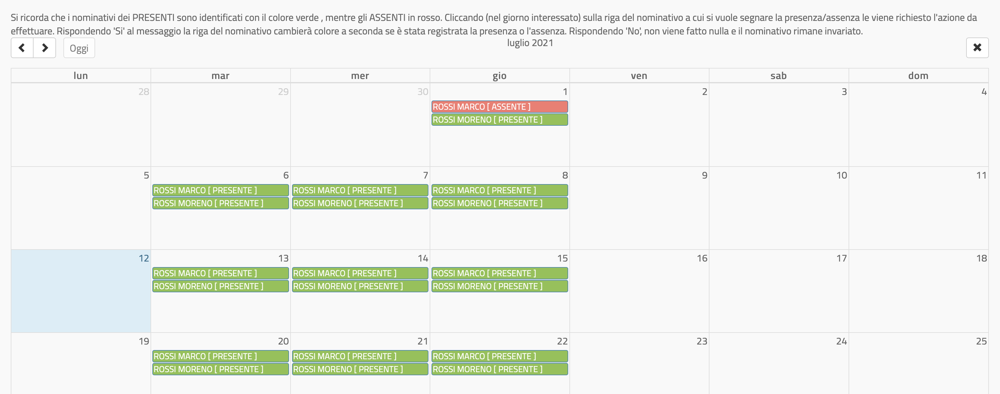 Si ricorda che i nominativi dei PRESENTI sono identificati con il colore verde , mentre gli ASSENTI in rosso. Cliccando (nel giorno interessato) sulla riga del nominativo a cui si vuole segnare la presenza/assenza le viene richiesto l'azione da
effettuare. Rispondendo 'Si' al messaggio la riga del nominativo cambierà colore a seconda se è stata registrata la presenza o l'assenza. Rispondendo 'No', non viene fatto nulla e il nominativo rimane invariato.
luglio 2021
Oggi
lun mar mer gio ven sab dom
28 29 30 1 2 3 4
ROSSI MARCO [ ASSENTE ]
ROSSI MORENO [ PRESENTE ]
5 6 7 8 9 10 11
ROSSI MARCO [ PRESENTE ] ROSSI MARCO [ PRESENTE ] ROSSI MARCO [ PRESENTE ]
ROSSI MORENO [ PRESENTE ] ROSSI MORENO [ PRESENTE ] ROSSI MORENO [ PRESENTE ]
12 13 14 15 16 17 18
ROSSI MARCO [ PRESENTE ] ROSSI MARCO [ PRESENTE ] ROSSI MARCO [ PRESENTE ]
ROSSI MORENO [ PRESENTE ] ROSSI MORENO [ PRESENTE ] ROSSI MORENO [ PRESENTE ]
19 20 21 22 23 24 25
ROSSI MARCO [ PRESENTE ] ROSSI MARCO [ PRESENTE ] ROSSI MARCO [ PRESENTE ]
ROSSI MORENO [ PRESENTE ] ROSSI MORENO [ PRESENTE ] ROSSI MORENO [ PRESENTE ]